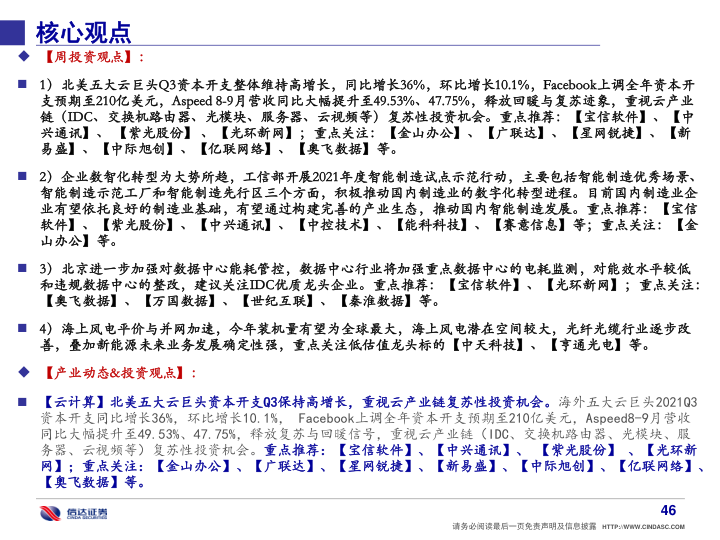 核心观点
【周投资观点】:
1）北美五大云巨头Q3资本开支整体维持高增长，同比增长36%，环比增长10.1%，Facebook上调全年资本开
支预期至210亿美元，Aspeed 8-9月营收同比大幅提升至49.53%、47.75%，释放回暖与复苏迹象，重视云产业
链（IDC、交换机路由器、光模块、服务器、云视频等）复苏性投资机会。重点推荐：【宝信软件】、【中
兴通讯】、【紫光股份】、【光环新网】；重点关注：【金山办公】、【广联达】、【星网锐捷】、【新
易盛】、【中际旭创】、【亿联网络】、【奥飞数据】等。
2）企业数智化转型为大势所趋，工信部开展2021年度智能制造试点示范行动，主要包括智能制造优秀场景、
智能制造示范工厂和智能制造先行区三个方面，积极推动国内制造业的数字化转型进程。目前国内制造业企
业有望依托良好的制造业基础，有望通过构建完善的产业生态，推动国内智能制造发展。重点推荐：【宝信
软件】、【紫光股份】、【中兴通讯】、【中控技术】、【能科科技】、【赛意信息】等；重点关注：【金
山办公】等。
3）北京进一步加强对数据中心能耗管控，数据中心行业将加强重点数据中心的电耗监测，对能效水平较低
和违规数据中心的整改，建议关注IDC优质龙头企业。重点推荐：【宝信软件】、【光环新网】；重点关注：
【奥飞数据】、【万国数据】、【世纪互联】、【秦淮数据】等。
4）海上风电平价与并网加速，今年装机量有望为全球最大，海上风电潜在空间较大，光纤光缆行业逐步改
善，叠加新能源未来业务发展确定性强，重点关注低估值龙头标的【中天科技】、【亨通光电】等。
【产业动态&投资观点】:
【云计算】北美五大云巨头资本开支Q3保持高增长，重视云产业链复苏性投资机会。海外五大云巨头2021Q3
资本开支同比增长36%，环比增长10.1%， Facebook上调全年资本开支预期至210亿美元，Aspeed8-9月营收
同比大幅提升至49.53%、47.75%，释放复苏与回暖信号，重视云产业链（IDC、交换机路由器、光模块、服
务器、云视频等）复苏性投资机会。重点推荐：【宝信软件】、【中兴通讯】、【紫光股份】、【光环新
网】；重点关注：【金山办公】、【广联达】、【星网锐捷】、【新易盛】、【中际旭创】、【亿联网络】、
【奥飞数据】等。
信达证券
CINDA SECURITIES
46
请务必阅读最后一页免责声明及信息披露 HTTP://WWW.CINDASC.COM